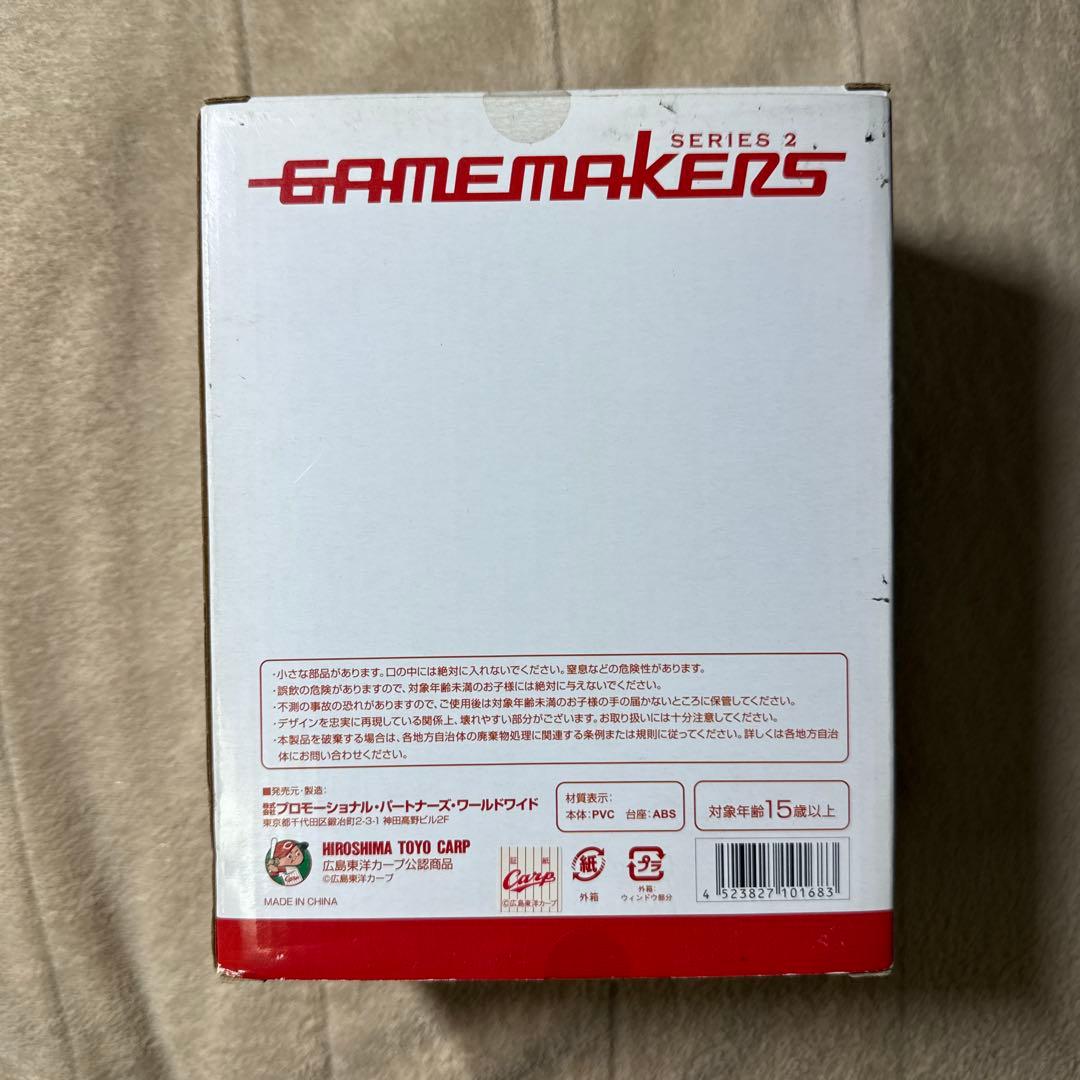 SERIES 2
GAMEMAKERS
・小さな部品があります。口の中には絶対に入れないでください。窒息などの危険性があります。
・誤飲の危険がありますので、対象年齢未満のお子様には絶対に与えないでください。
・不測の事故の恐れがありますので、ご使用後は対象年齢未満のお子様の手の届かないところに保管してください。
・デザインを忠実に再現している関係上、壊れやすい部分がございます。お取り扱いには十分注意してください。
・本製品を破棄する場合は、各地方自治体の廃棄物処理に関連する条例または規則に従ってください。詳しくは各地方自治
体にお問い合わせください。
■発売元・製造:
株式会社プロモーショナル・パートナーズ・ワールドワイド
東京都千代田区鍛冶町2-3-1 神田高野ビル2F
材質表示:
本体:PVC 台座:ABS
対象年齢15歳以上
HIROSHIMA TOYO CARP
広島東洋カープ公認商品
©広島東洋カープ
MADE IN CHINA
証紙
Carp
©広島東洋カープ
紙
外箱
プラ
外箱:
ウィンドウ部分
4 523827 101683